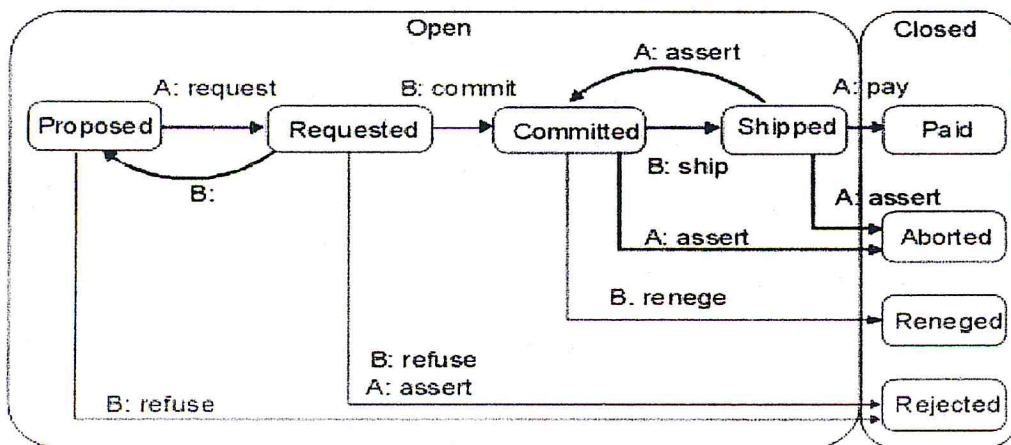 Open
Closed
A: assert
A: request
B: commit
A: pay
Proposed
Requested
Committed
Shipped
Paid
B:
B: ship
A: assert
A: assert
Aborted
B. renege
Reneged
B: refuse
A: assert
B: refuse
Rejected